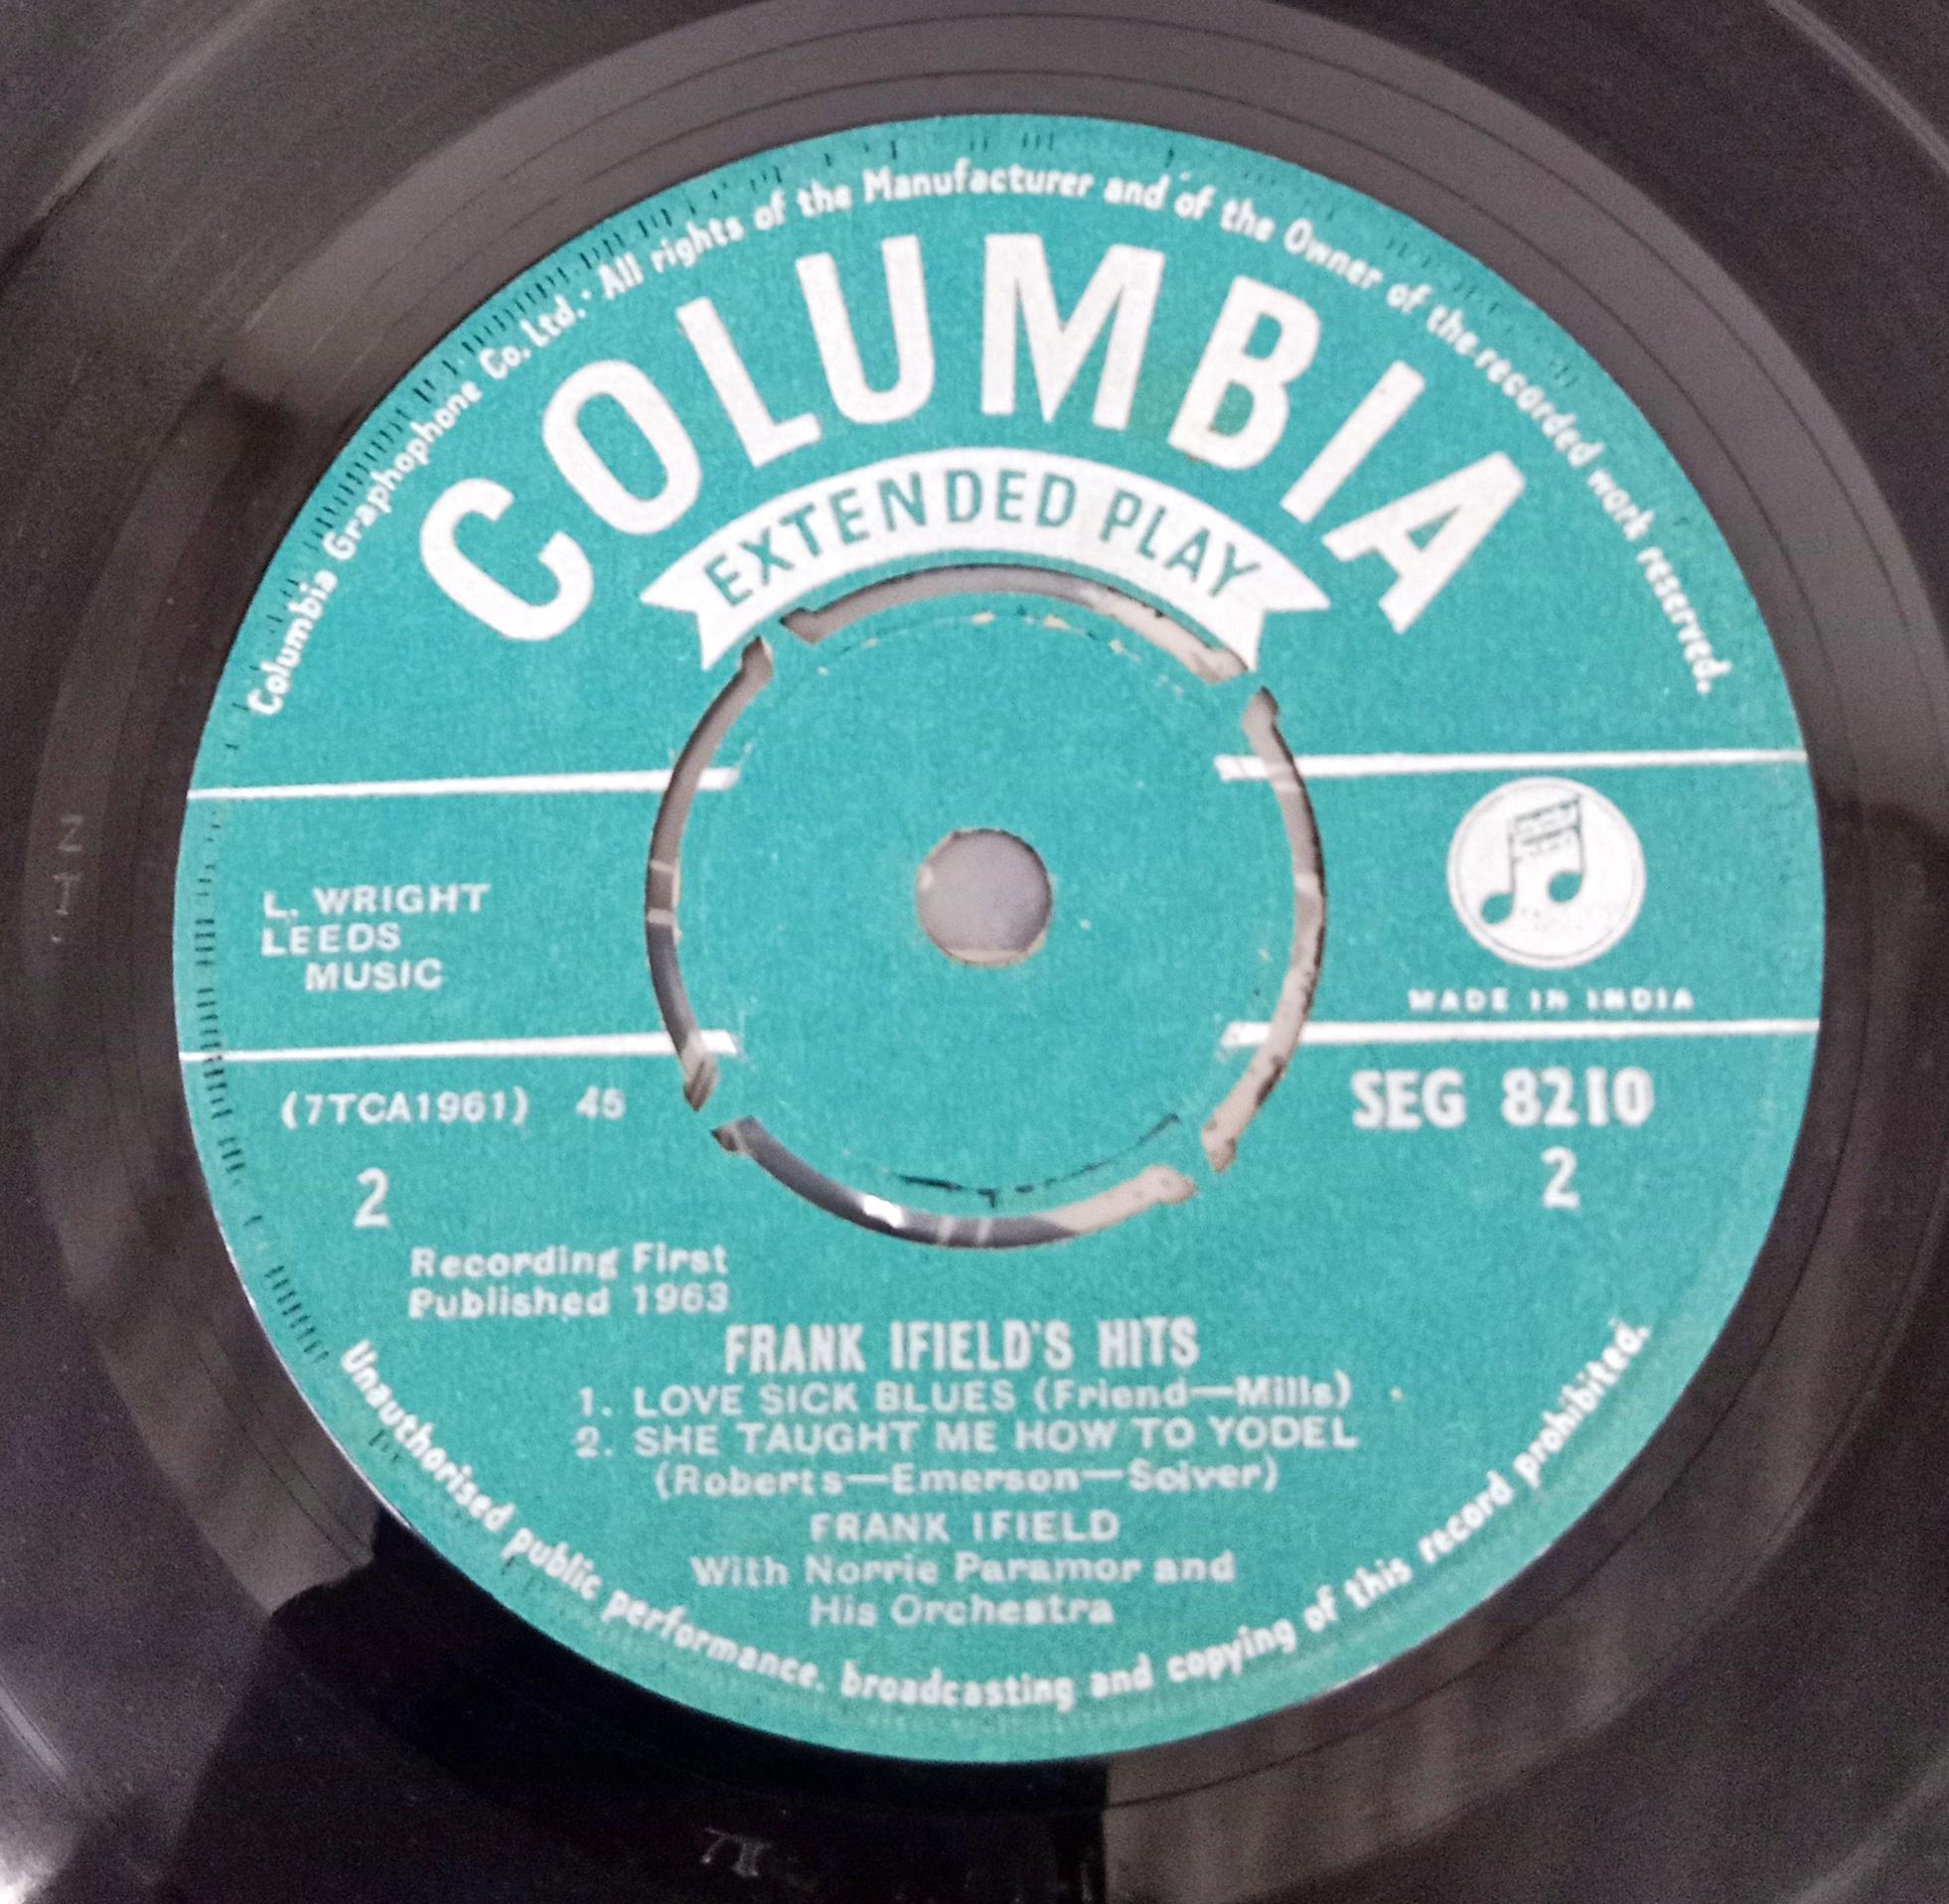 Columbia Graphophone Co. Ltd. · All rights of the Manufacturer and of the Owner of the recorded work reserved.
COLUMBIA
EXTENDED PLAY
L. WRIGHT
LEEDS
MUSIC
MADE IN INDIA
(7TCA1961) 45
SEG 8210
2
2
Recording First
Published 1963
FRANK IFIELD'S HITS
1. LOVE SICK BLUES (Friend—Mills)
2. SHE TAUGHT ME HOW TO YODEL
(Roberts—Emerson—Solver)
FRANK IFIELD
With Norrie Paramor and
His Orchestra
Unauthorised public performance. broadcasting and copying of this record prohibited.